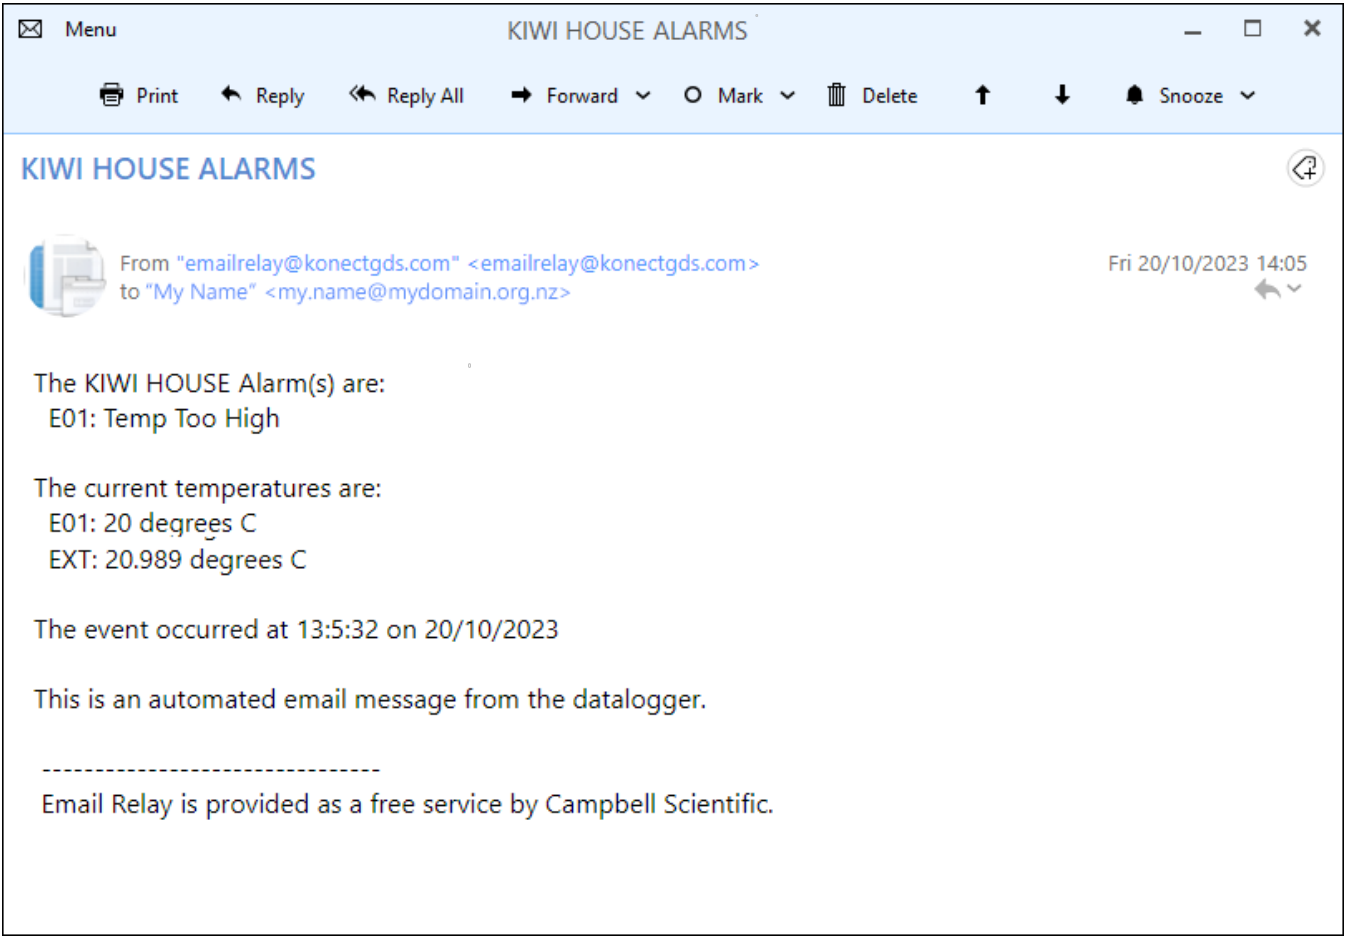 Menu KIWI HOUSE ALARMS
Print Reply Reply All Forward Mark Delete Snooze
KIWI HOUSE ALARMS
From "emailrelay@konectgds.com" <emailrelay@konectgds.com> Fri 20/10/2023 14:05
to "My Name" <my.name@mydomain.org.nz>
The KIWI HOUSE Alarm(s) are:
E01: Temp Too High
The current temperatures are:
E01: 20 degrees C
EXT: 20.989 degrees C
The event occurred at 13:5:32 on 20/10/2023
This is an automated email message from the datalogger.
--------------------------------
Email Relay is provided as a free service by Campbell Scientific.